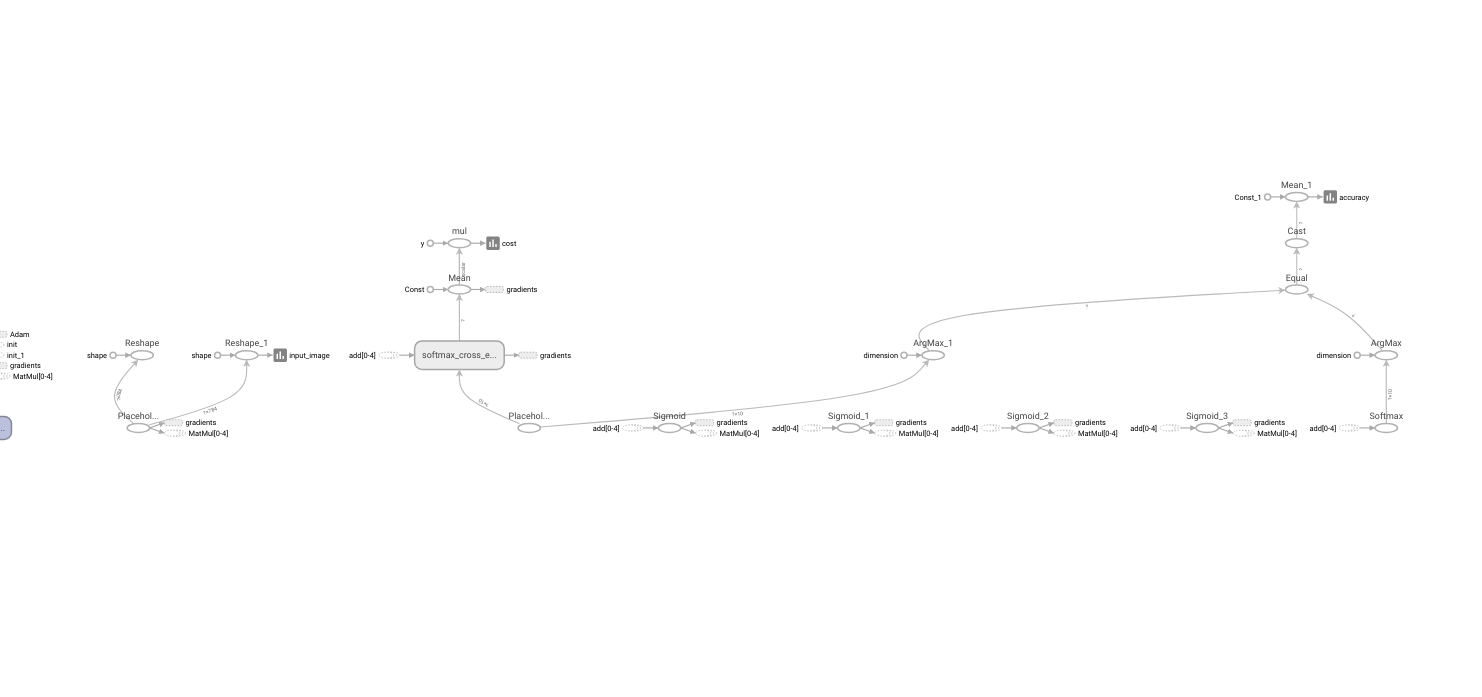 Mean_1
Const_1
accuracy
mul
Cast
y
cost
Mean
Equal
Const
gradients
Adam
init
init_1
gradients
MatMul[0-4]
Reshape
shape
Reshape_1
shape
input_image
add[0-4]
softmax_cross_e...
gradients
ArgMax_1
dimension
ArgMax
dimension
?×784
1×10
Placehol...
gradients
MatMul[0-4]
Placehol...
?×10
Sigmoid
add[0-4]
gradients
MatMul[0-4]
Sigmoid_1
add[0-4]
gradients
MatMul[0-4]
Sigmoid_2
add[0-4]
gradients
MatMul[0-4]
Sigmoid_3
add[0-4]
gradients
MatMul[0-4]
Softmax
add[0-4]